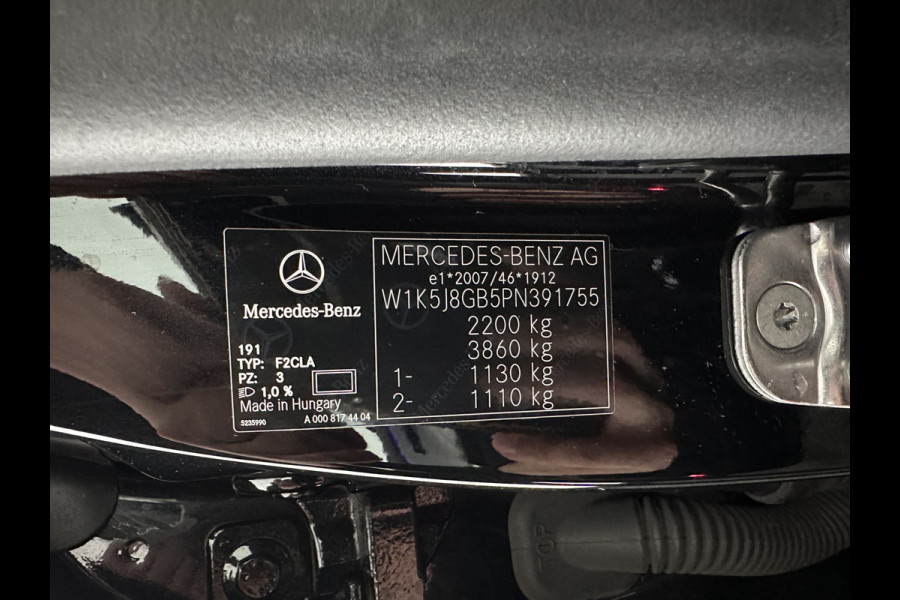 MERCEDES-BENZ AG
e1*2007/46*1912
W1K5J8GB5PN391755
2200 kg
3860 kg
1- 1130 kg
2- 1110 kg
Mercedes-Benz
191
TYP: F2CLA
PZ: 3
1,0 %
Made in Hungary
5235990 A 000 817 44 04
TOP